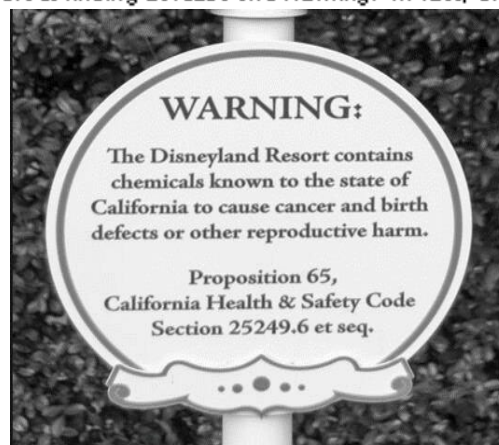 WARNING:
The Disneyland Resort contains
chemicals known to the state of
California to cause cancer and birth
defects or other reproductive harm.
Proposition 65,
California Health & Safety Code
Section 25249.6 et seq.